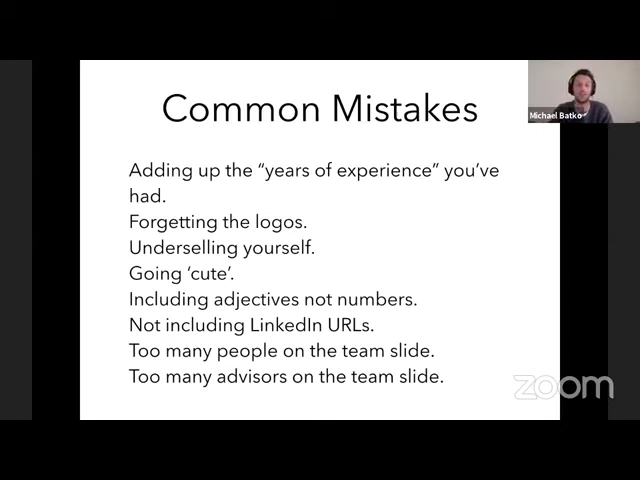 Common Mistakes
Michael Batko
Adding up the “years of experience” you’ve
had.
Forgetting the logos.
Underselling yourself.
Going ‘cute’.
Including adjectives not numbers.
Not including LinkedIn URLs.
Too many people on the team slide.
Too many advisors on the team slide.
zoom